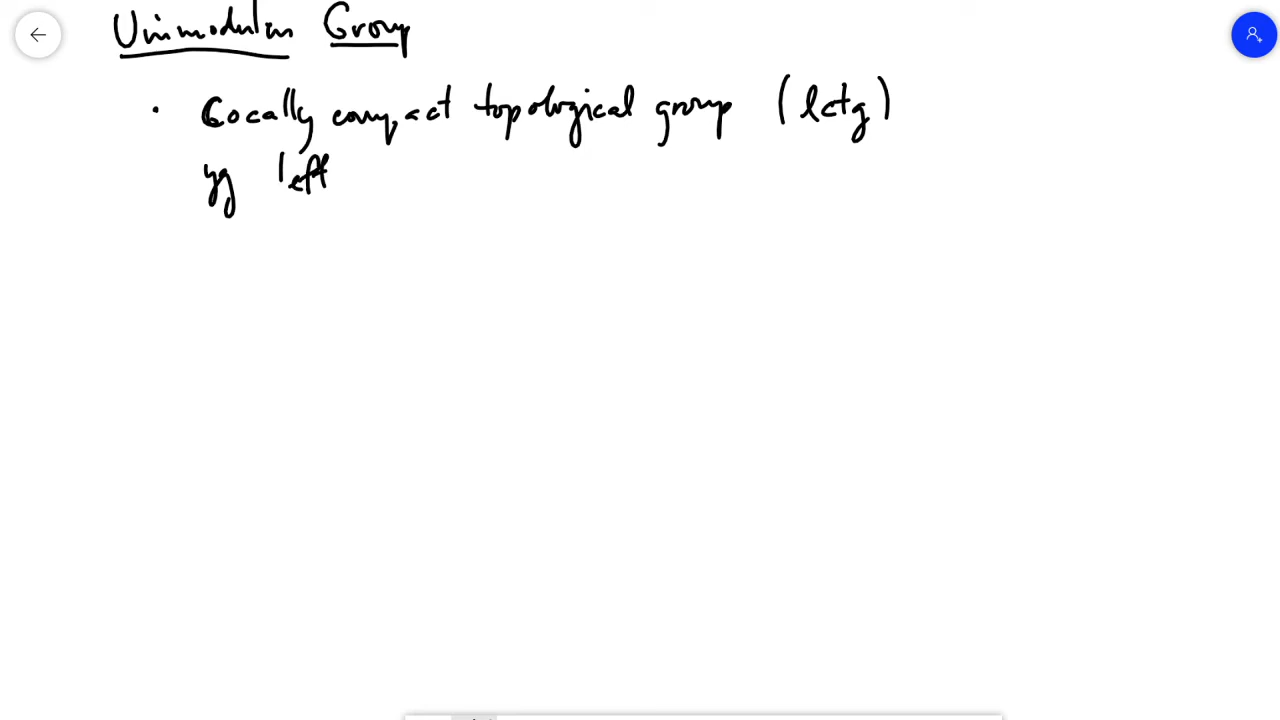 Unimodular Group
· Locally compact topological group (lctg)
yg left